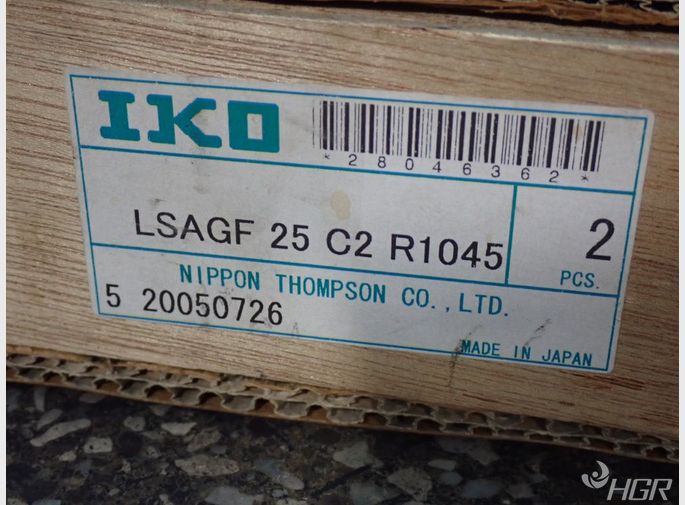 IKO
*28046362*
LSAGF 25 C2 R1045
2
PCS.
NIPPON THOMPSON CO.,LTD.
5 20050726
MADE IN JAPAN
HGR